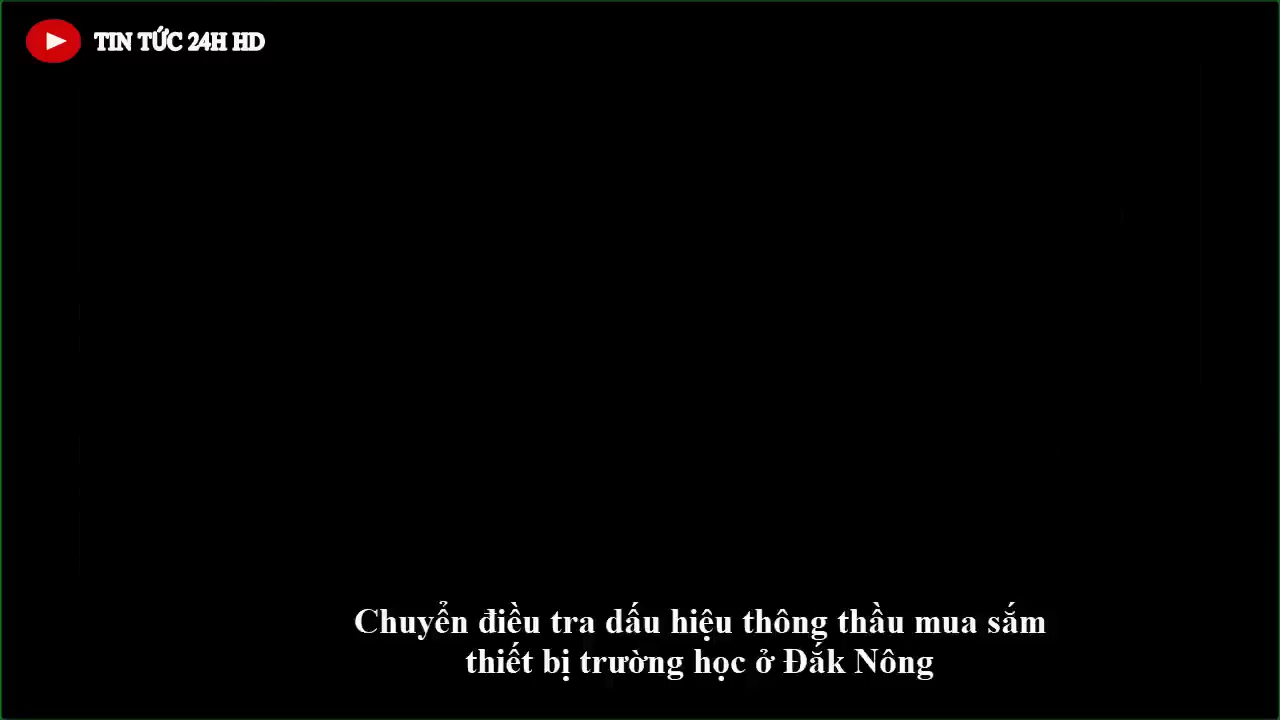 TIN TỨC 24H HD
Chuyển điều tra dấu hiệu thông thầu mua sắm
thiết bị trường học ở Đắk Nông